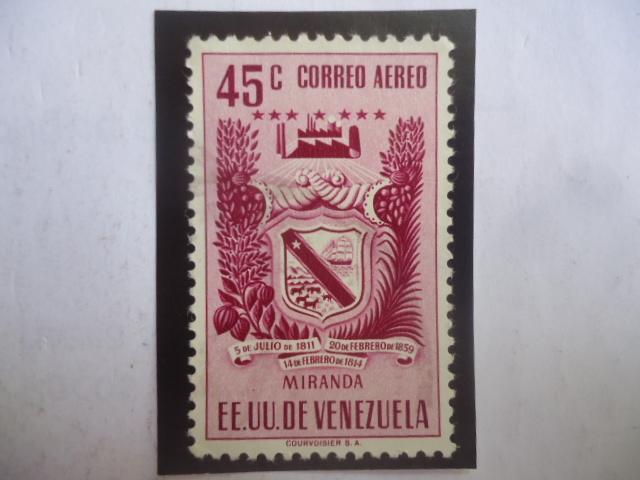 45 C CORREO AEREO
5 DE JULIO DE 1811 20 DE FEBRERO DE 1859
14 DE FEBRERO DE 1814
MIRANDA
EE.UU. DE VENEZUELA
COURVOISIER S. A.